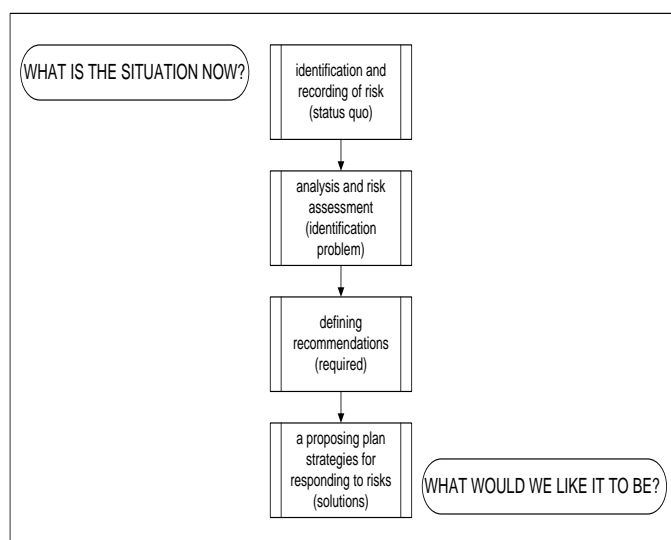 WHAT IS THE SITUATION NOW?
identification and
recording of risk
(status quo)
analysis and risk
assessment
(identification
problem)
defining
recommendations
(required)
a proposing plan
strategies for
responding to risks
(solutions)
WHAT WOULD WE LIKE IT TO BE?